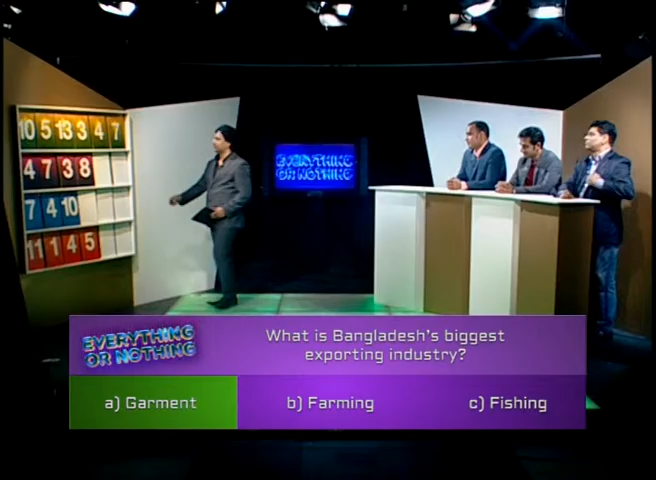 10 5 13 3 4 7
4 7 3 8
7 4 10
11 1 4 5
EVERYTHING
OR NOTHING
EVERYTHING
OR NOTHING
What is Bangladesh's biggest
exporting industry?
a) Garment
b) Farming
c) Fishing